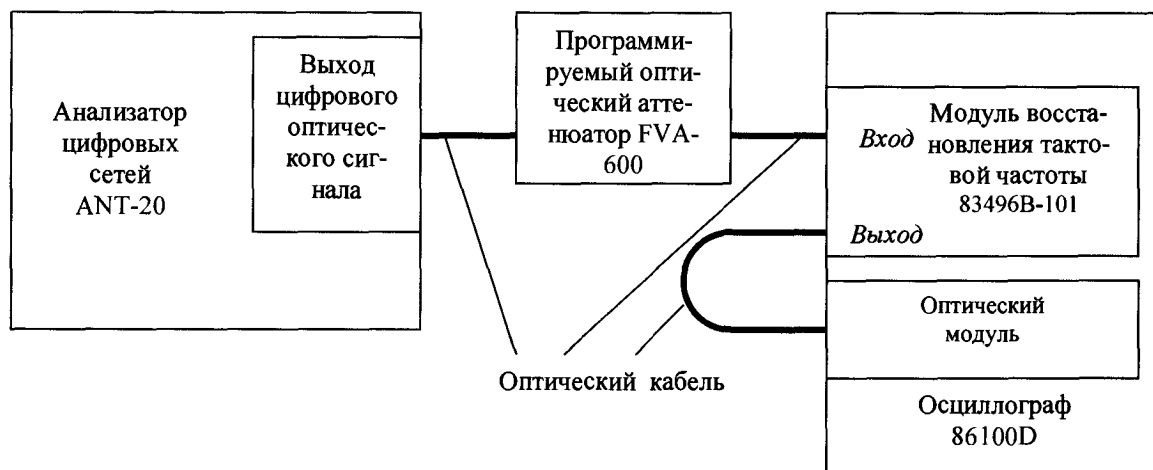 Анализатор
цифровых
сетей
ANT-20
Выход
цифрового
оптичес-
кого сиг-
нала
Программи-
руемый опти-
ческий атте-
нюатор FVA-
600
Вход
Модуль восста-
новления такто-
вой частоты
83496B-101
Выход
Оптический
модуль
Оптический кабель
Осциллограф
86100D